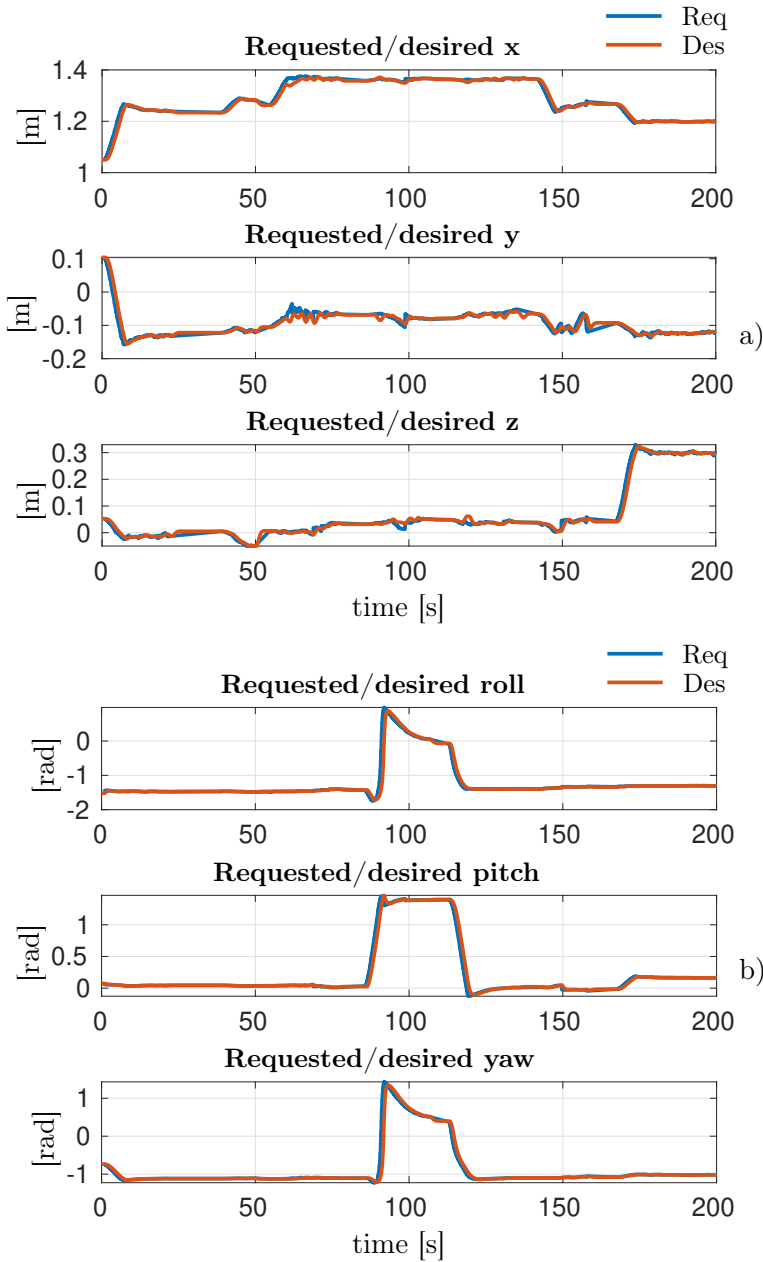 Req
Des
Requested/desired x
[m]
1.4
1.2
1
0 50 100 150 200
Requested/desired y
[m]
0.1
0
-0.1
-0.2
0 50 100 150 200
a)
Requested/desired z
[m]
0.3
0.2
0.1
0
0 50 100 150 200
time [s]
Req
Des
Requested/desired roll
[rad]
0
-1
-2
0 50 100 150 200
Requested/desired pitch
[rad]
1
0.5
0
0 50 100 150 200
b)
Requested/desired yaw
[rad]
1
0
-1
0 50 100 150 200
time [s]